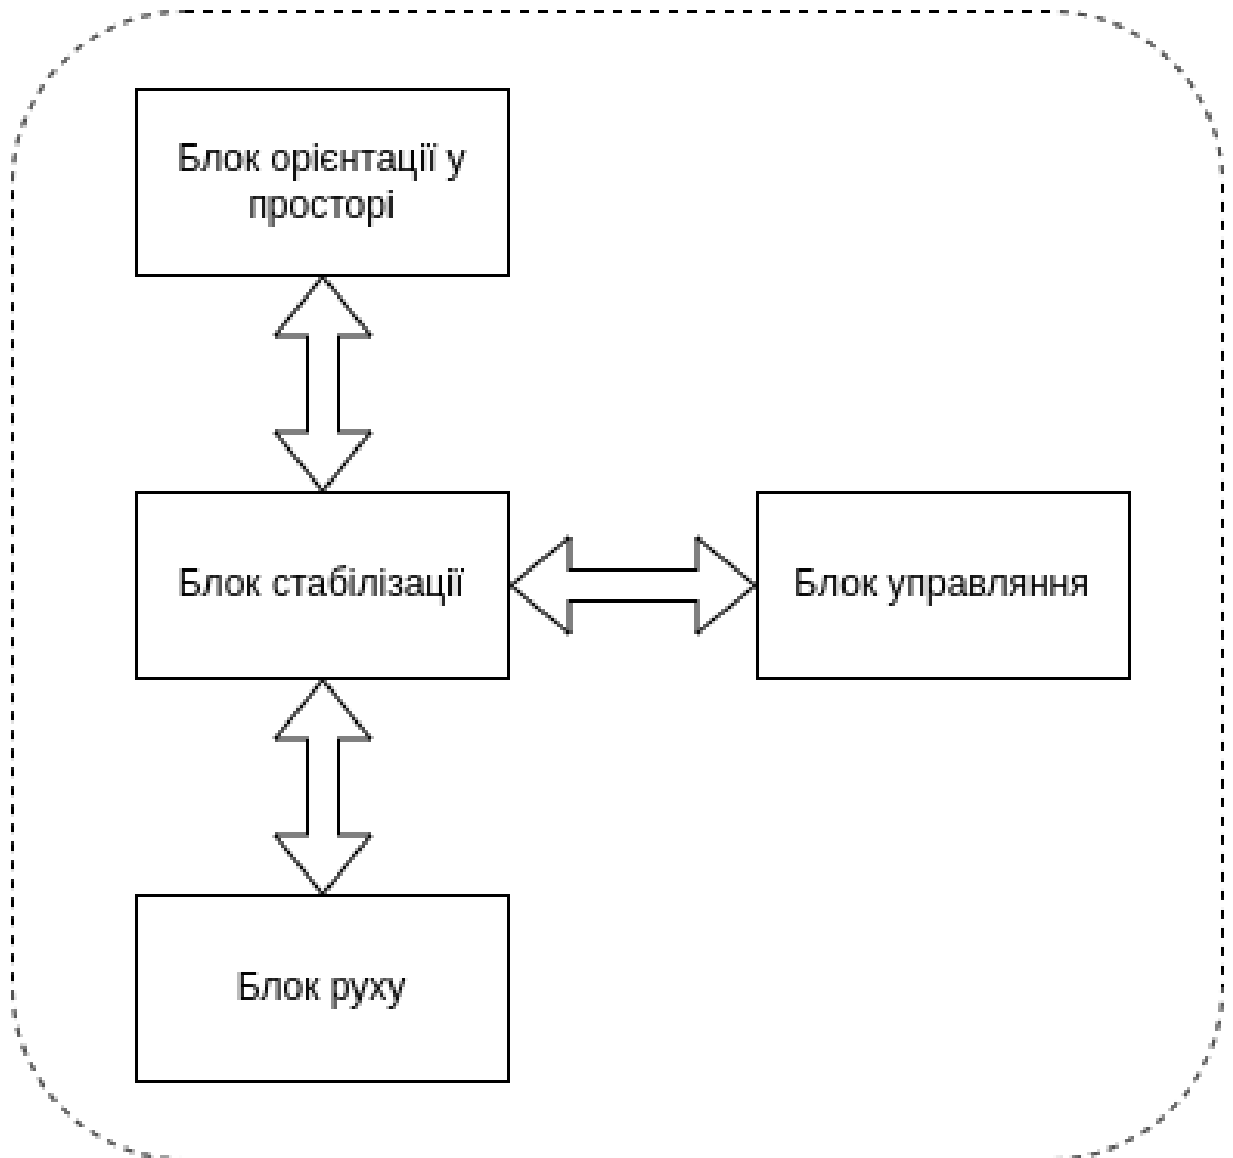 Блок орієнтації у
просторі
Блок стабілізації
Блок управляння
Блок руху